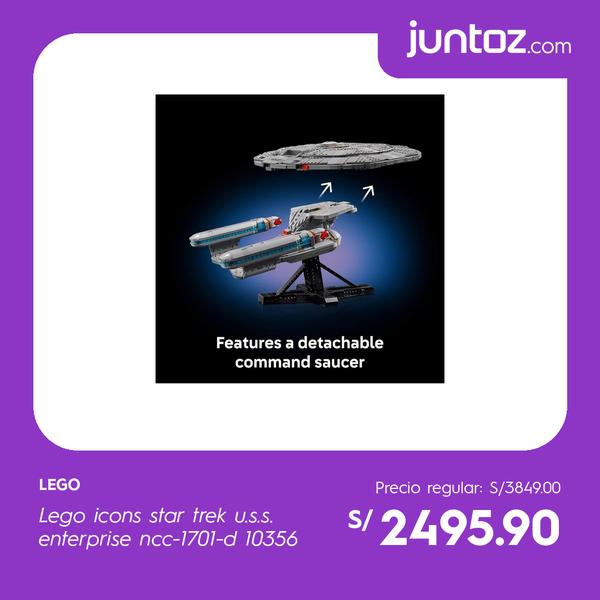 juntoz.com
Features a detachable
command saucer
LEGO
Lego icons star trek u.s.s.
enterprise ncc-1701-d 10356
Precio regular: S/3849.00
S/ 2495.90